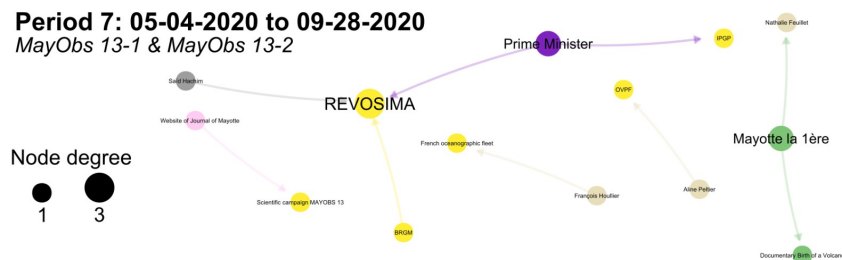 Period 7: 05-04-2020 to 09-28-2020
MayObs 13-1 & MayObs 13-2
Nathalie Feuillet
Prime Minister
IPGP
Saïd Hachim
OVPF
REVOSIMA
Website of Journal of Mayotte
Mayotte la 1ère
French oceanographic fleet
Node degree
Aline Peltier
François Houllier
Scientific campaign MAYOBS 13
1 3
BRGM
Documentary Birth of a Volcano